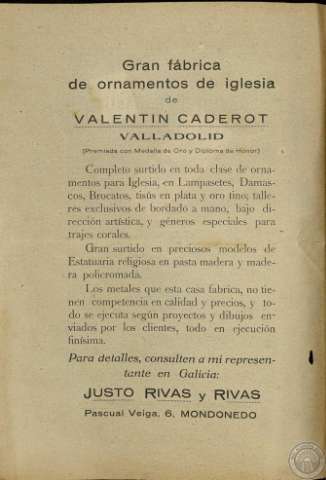 Gran fábrica
de ornamentos de iglesia
de
VALENTIN CADEROT
VALLADOLID
(Premiada con Medalla de Oro y Diploma de Honor)
Completo surtido en toda clase de orna-
mentos para Iglesia, en Lampasetes, Damas-
cos, Brocatos, tisús en plata y oro fino; talle-
res exclusivos de bordado a mano, bajo di-
rección artística, y géneros especiales para
trajes corales.
Gran surtido en preciosos modelos de
Estatuaria religiosa en pasta madera y made-
ra policromada.
Los metales que esta casa fabrica, no tie-
nen competencia en calidad y precios, y to-
do se ejecuta según proyectos y dibujos en-
viados por los clientes, todo en ejecución
finísima.
Para detalles, consulten a mi represen-
tante en Galicia:
JUSTO RIVAS y RIVAS
Pascual Veiga, 6, MONDONEDO